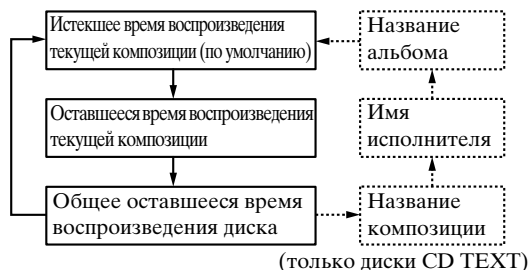 Истекшее время воспроизведения
текущей композиции (по умолчанию)
Оставшееся время воспроизведения
текущей композиции
Общее оставшееся время
воспроизведения диска
Название
композиции
Имя
исполнителя
Название
альбома
(только диски CD TEXT)